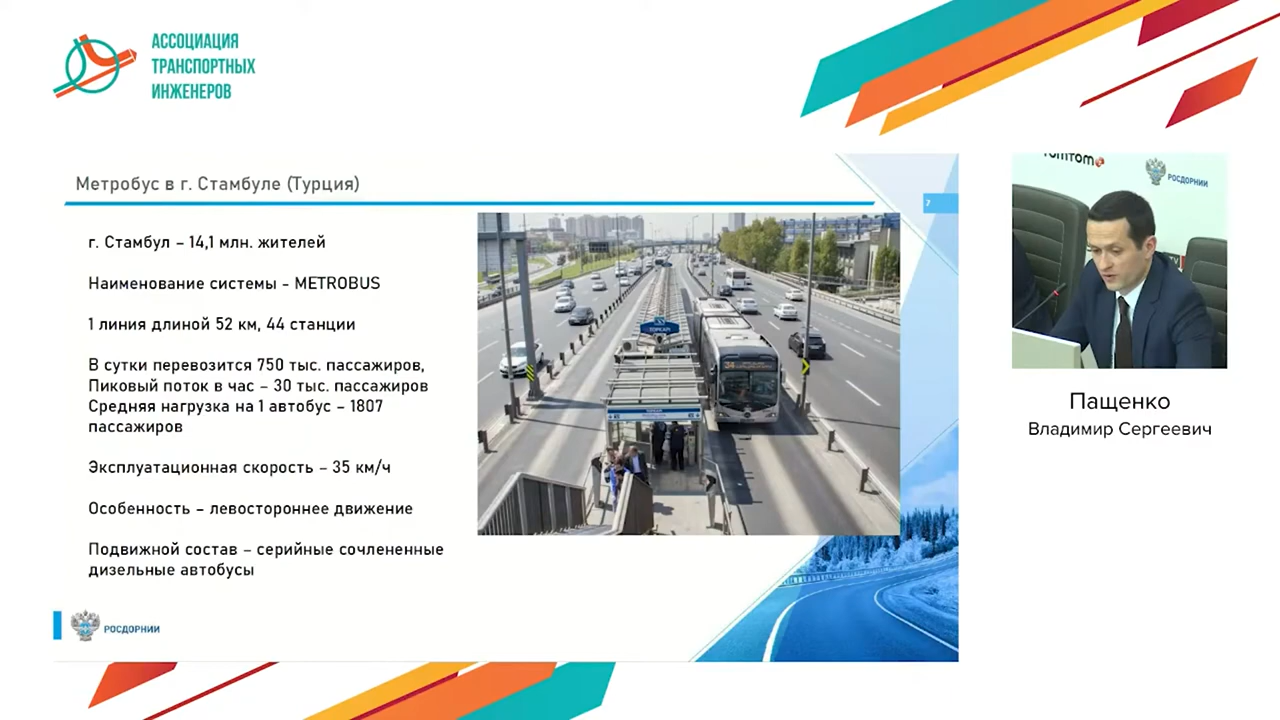 АССОЦИАЦИЯ
ТРАНСПОРТНЫХ
ИНЖЕНЕРОВ
Метробус в г. Стамбуле (Турция)
7
г. Стамбул – 14,1 млн. жителей
Наименование системы - METROBUS
1 линия длиной 52 км, 44 станции
В сутки перевозится 750 тыс. пассажиров,
Пиковый поток в час – 30 тыс. пассажиров
Средняя нагрузка на 1 автобус – 1807
пассажиров
Эксплуатационная скорость – 35 км/ч
Особенность – левостороннее движение
Подвижной состав – серийные сочлененные
дизельные автобусы
РОСДОРНИИ
TOPKAPI
34
tomtom
РОСДОРНИИ
Пащенко
Владимир Сергеевич